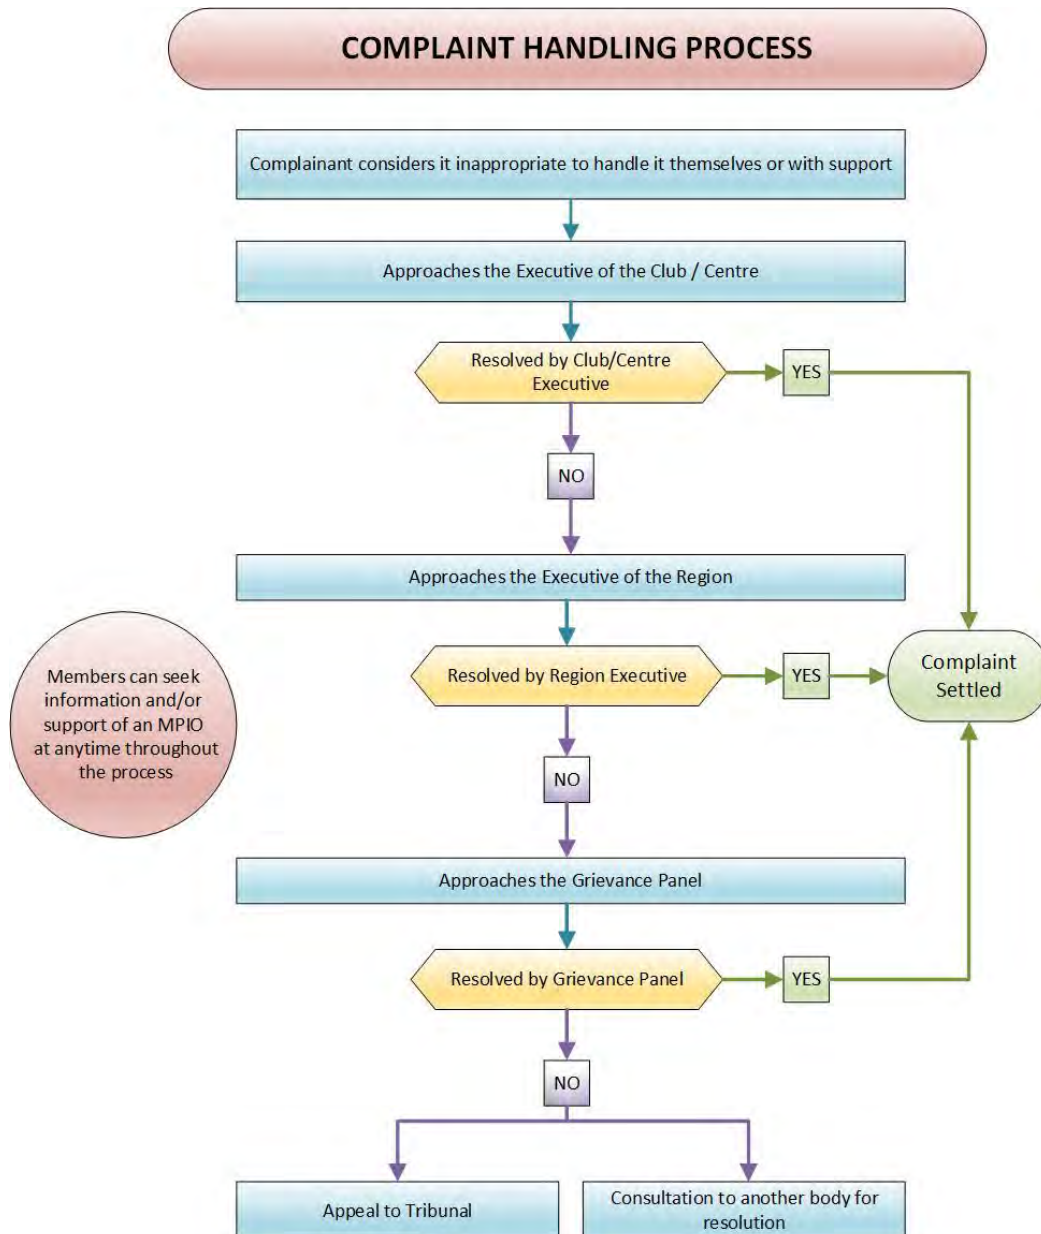 COMPLAINT HANDLING PROCESS
Complainant considers it inappropriate to handle it themselves or with support
Approaches the Executive of the Club / Centre
Resolved by Club/Centre
Executive
YES
NO
Approaches the Executive of the Region
Members can seek
information and/or
support of an MPIO
at anytime throughout
the process
Resolved by Region Executive
YES
Complaint
Settled
NO
Approaches the Grievance Panel
Resolved by Grievance Panel
YES
NO
Appeal to Tribunal
Consultation to another body for
resolution